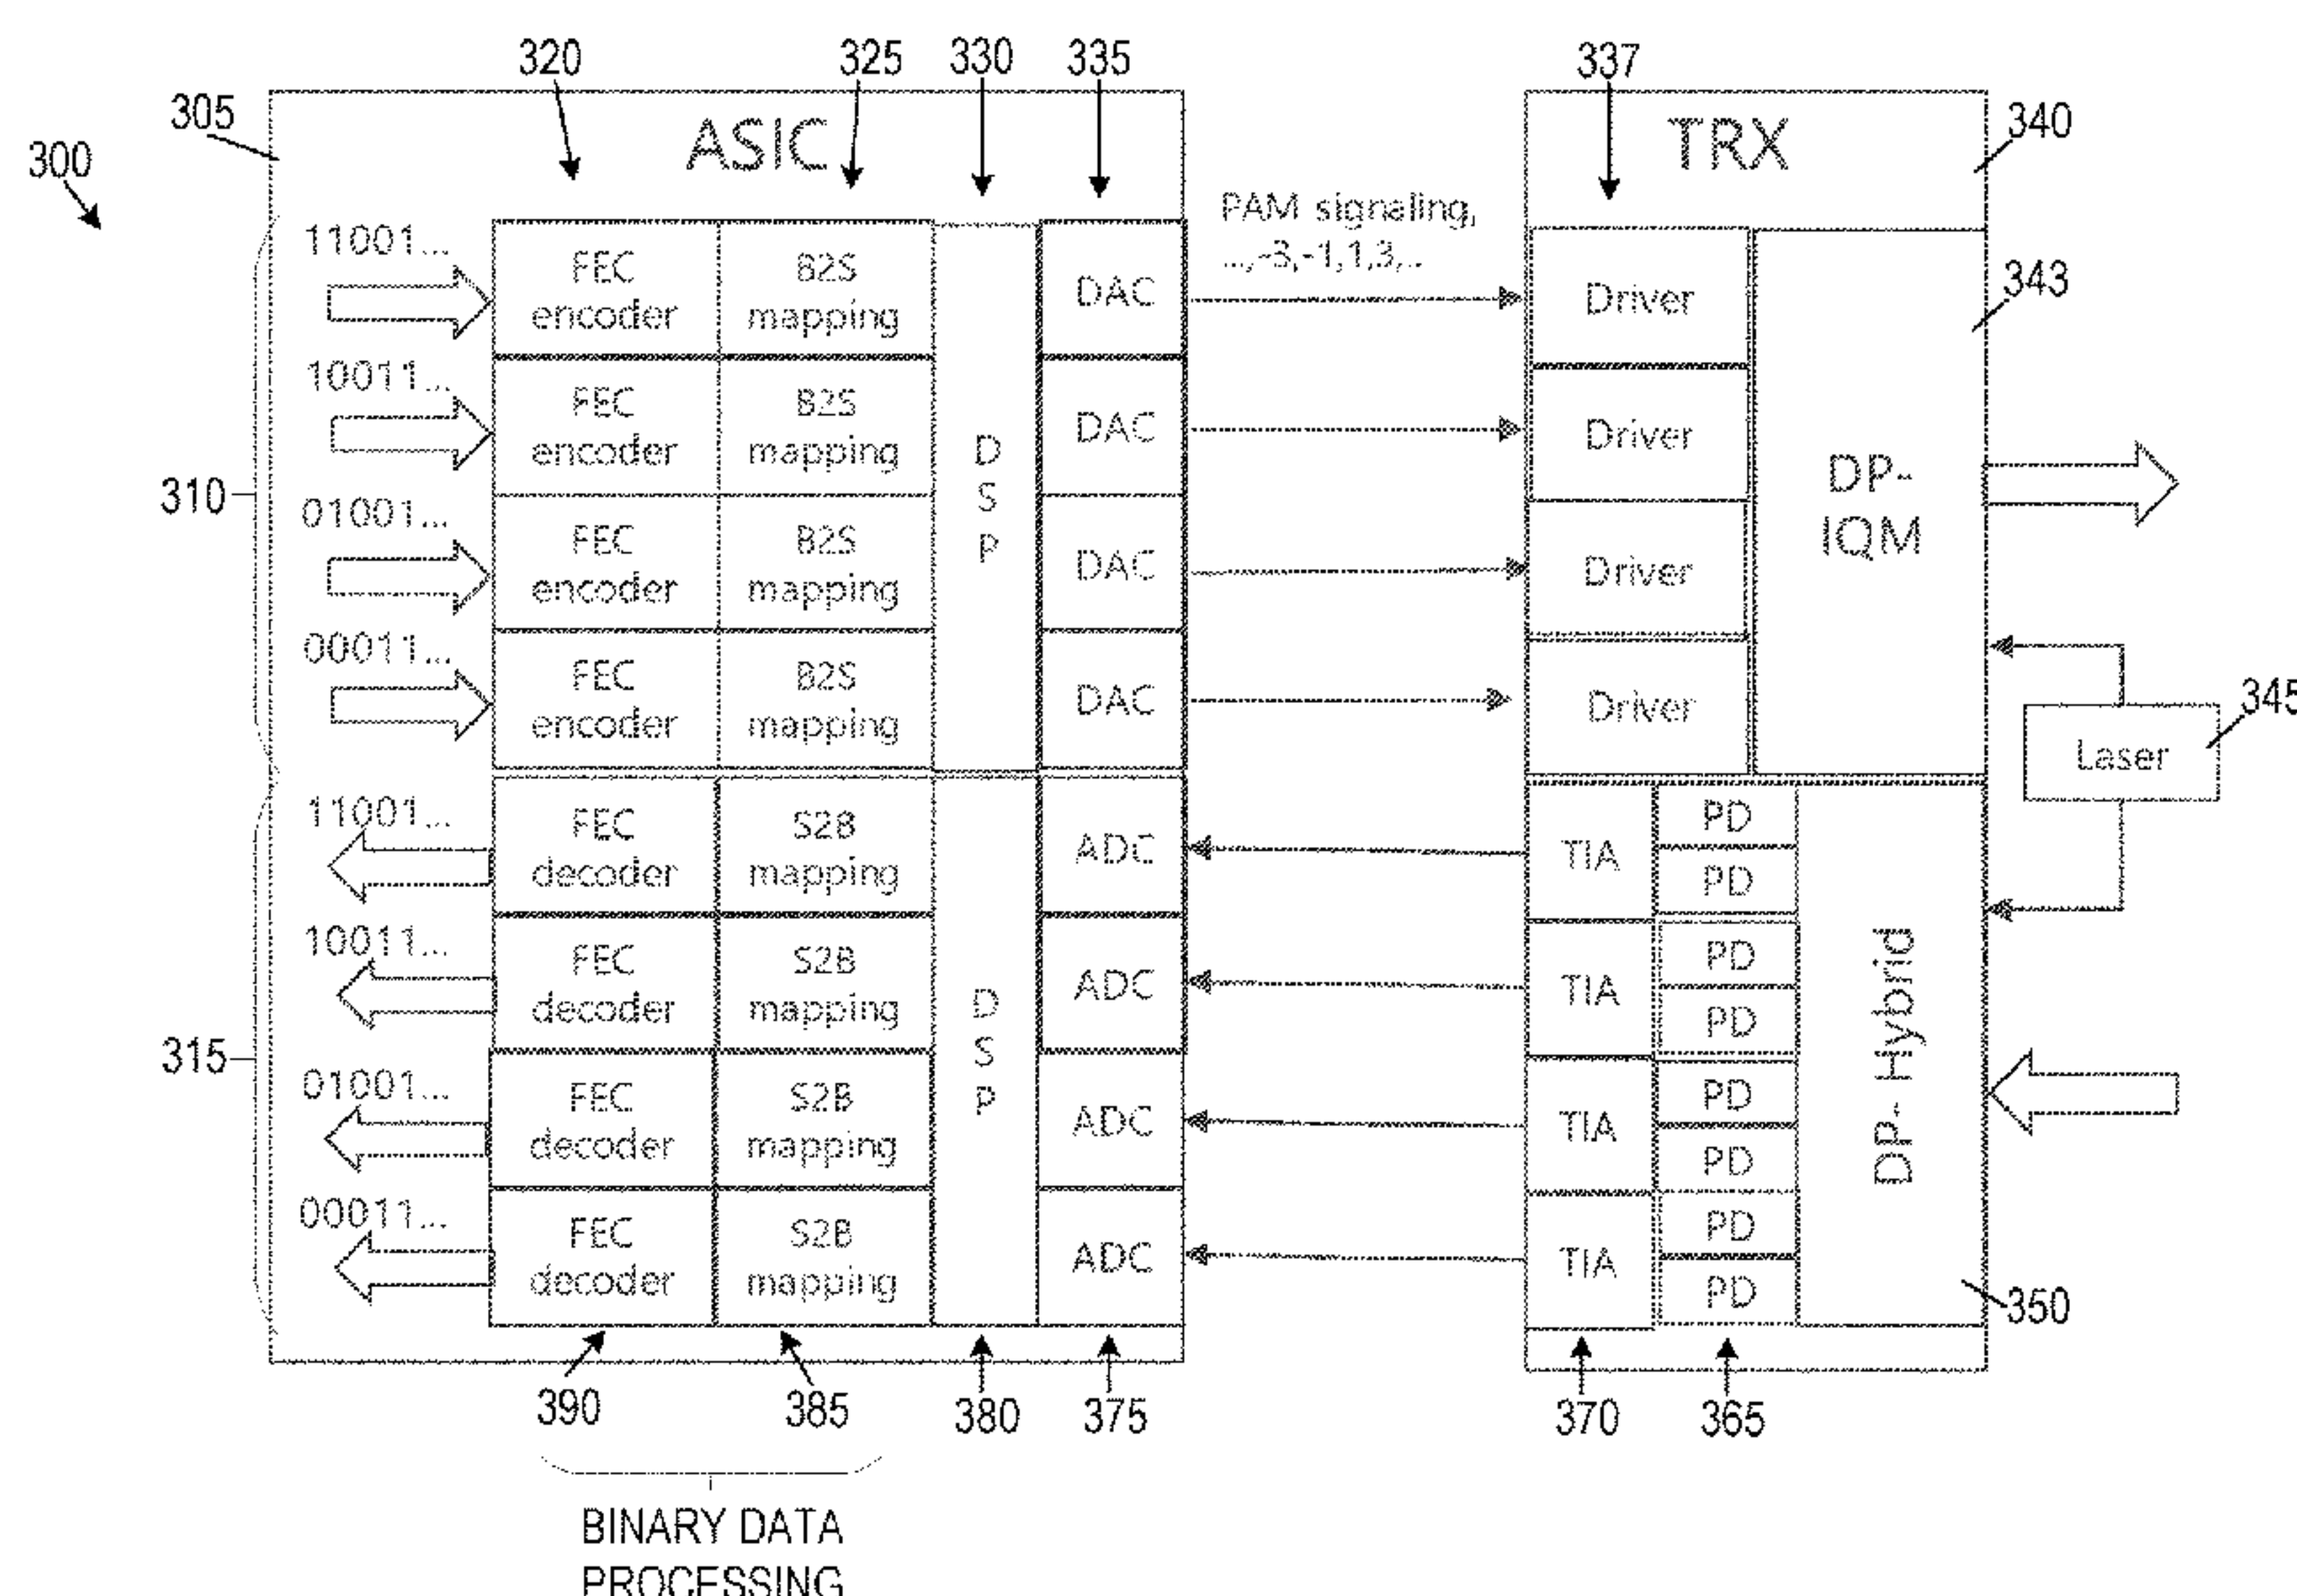 320 325 330 335 337
305 ASIC TRX 340
300
PAM signaling,
...,-3,-1,1,3,..
11001... FEC encoder B2S mapping DAC Driver 343
10011... FEC encoder B2S mapping DAC Driver
310 DSP DP-IQM
01001... FEC encoder B2S mapping DAC Driver
00011... FEC encoder B2S mapping DAC Driver
345
Laser
11001... FEC decoder S2B mapping ADC TIA PD PD
10011... FEC decoder S2B mapping ADC TIA PD PD
315 DSP DP- Hybrid
01001... FEC decoder S2B mapping ADC TIA PD PD
00011... FEC decoder S2B mapping ADC TIA PD PD
350
390 385 380 375 370 365
BINARY DATA
PROCESSING